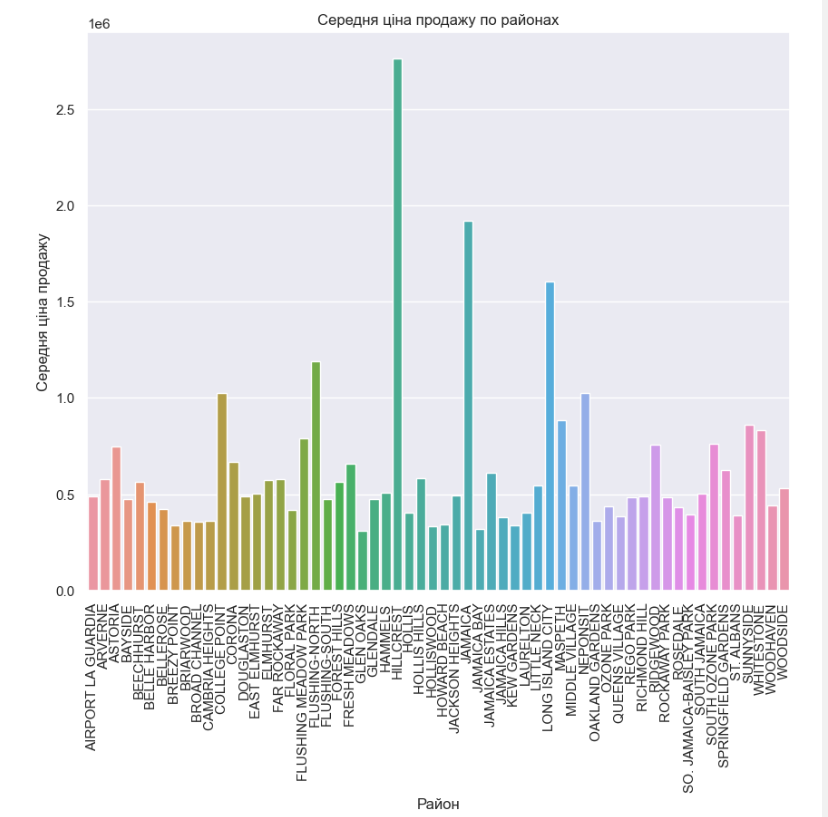 Середня ціна продажу по районах
1e6
2.5
2.0
1.5
1.0
0.5
0.0
Середня ціна продажу
AIRPORT LA GUARDIA
ARVERNE
ASTORIA
BAYSIDE
BEECHHURST
BELLE HARBOR
BELLEROSE
BREEZY POINT
BRIARWOOD
BROAD CHANNEL
CAMBRIA HEIGHTS
COLLEGE POINT
CORONA
DOUGLASTON
EAST ELMHURST
ELMHURST
FAR ROCKAWAY
FLORAL PARK
FLUSHING MEADOW PARK
FLUSHING-NORTH
FLUSHING-SOUTH
FOREST HILLS
FRESH MEADOWS
GLEN OAKS
GLENDALE
HAMMELS
HILLCREST
HOLLIS
HOLLIS HILLS
HOLLISWOOD
HOWARD BEACH
JACKSON HEIGHTS
JAMAICA
JAMAICA BAY
JAMAICA ESTATES
JAMAICA HILLS
KEW GARDENS
LAURELTON
LITTLE NECK
LONG ISLAND CITY
MASPETH
MIDDLE VILLAGE
NEPONSIT
OAKLAND GARDENS
OZONE PARK
QUEENS VILLAGE
REGO PARK
RICHMOND HILL
RIDGEWOOD
ROCKAWAY PARK
ROSEDALE
SO. JAMAICA-BAISLEY PARK
SOUTH JAMAICA
SOUTH OZONE PARK
SPRINGFIELD GARDENS
ST. ALBANS
SUNNYSIDE
WHITESTONE
WOODHAVEN
WOODSIDE
Район